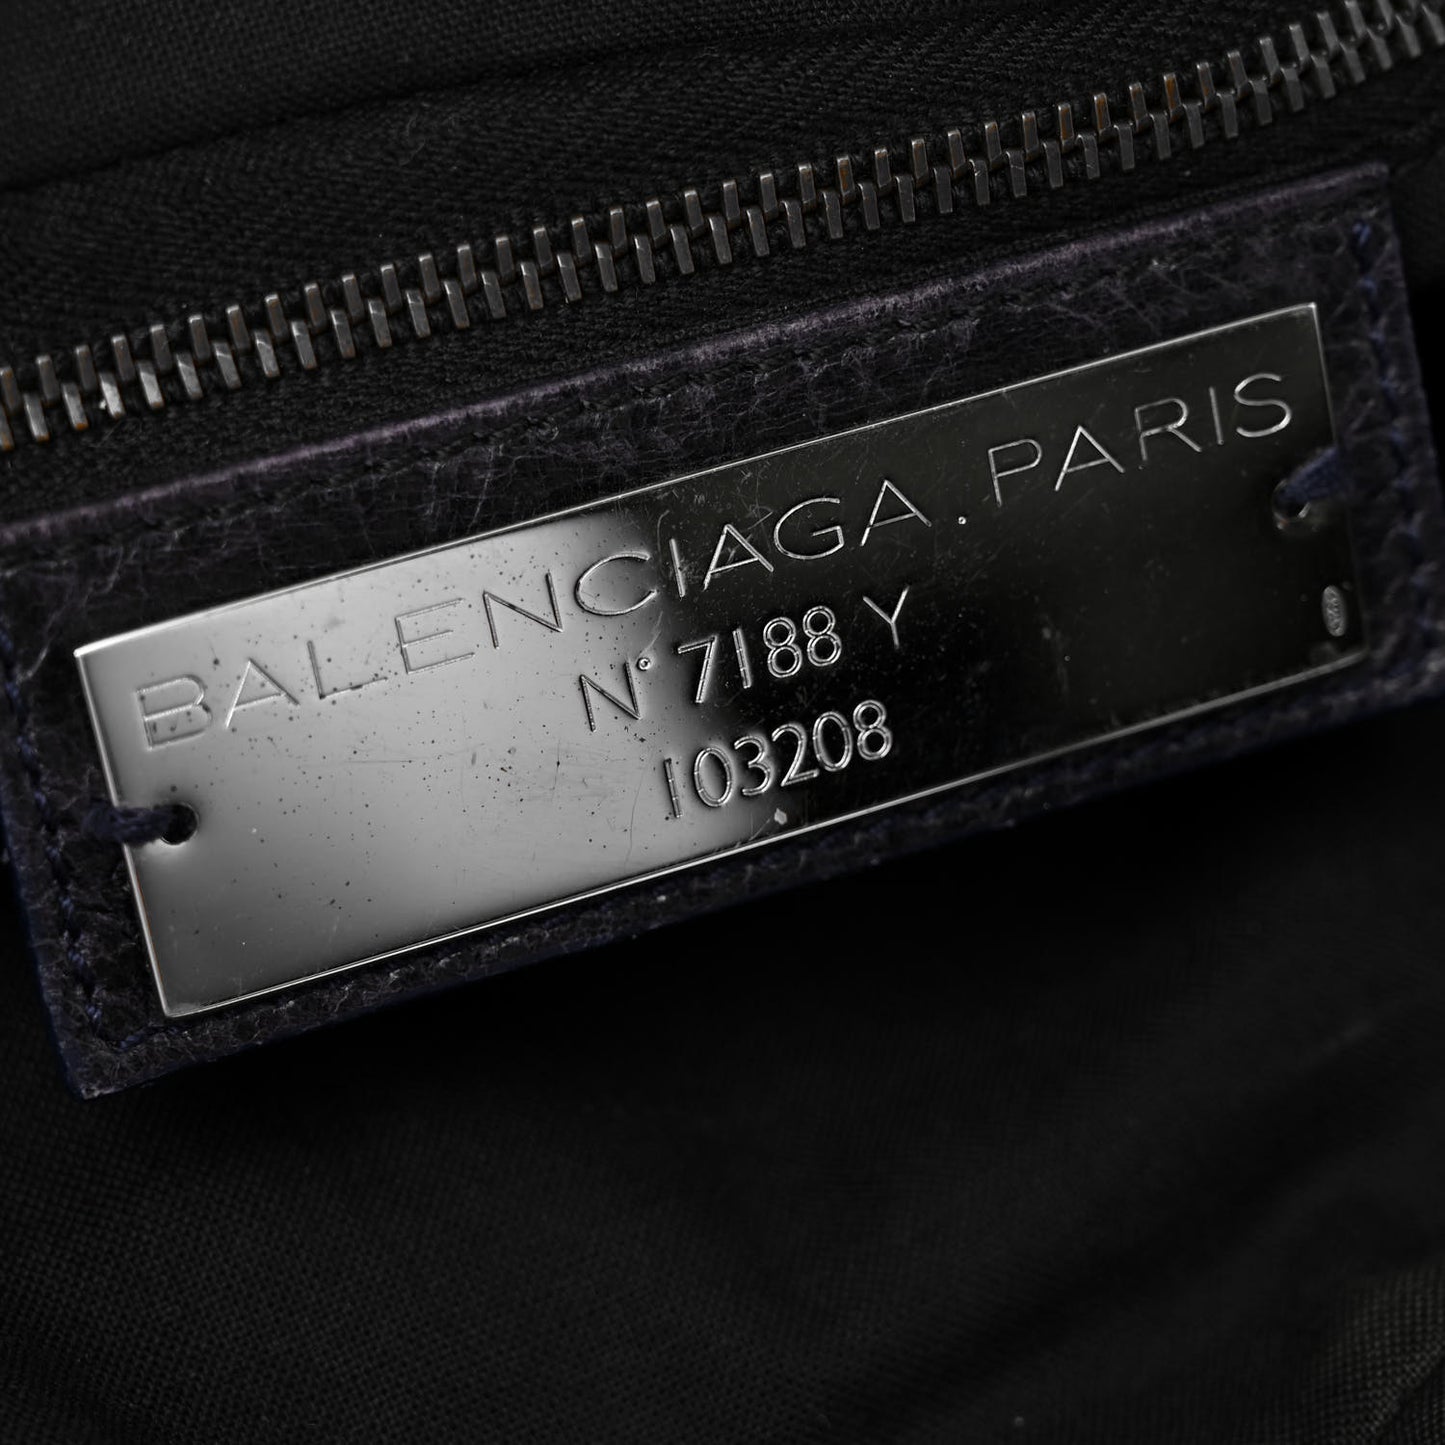 BALENCIAGA.PARIS
N° 7188 Y
103208